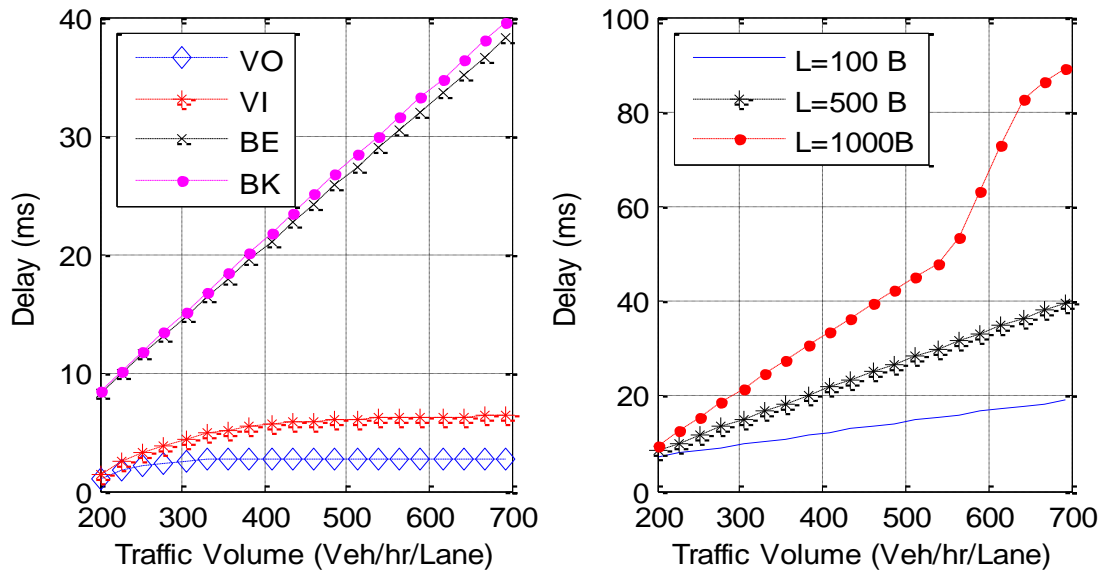 40
30
20
10
0
Delay (ms)
VO
VI
BE
BK
200 300 400 500 600 700
Traffic Volume (Veh/hr/Lane)
100
80
60
40
20
0
Delay (ms)
L=100 B
L=500 B
L=1000B
200 300 400 500 600 700
Traffic Volume (Veh/hr/Lane)